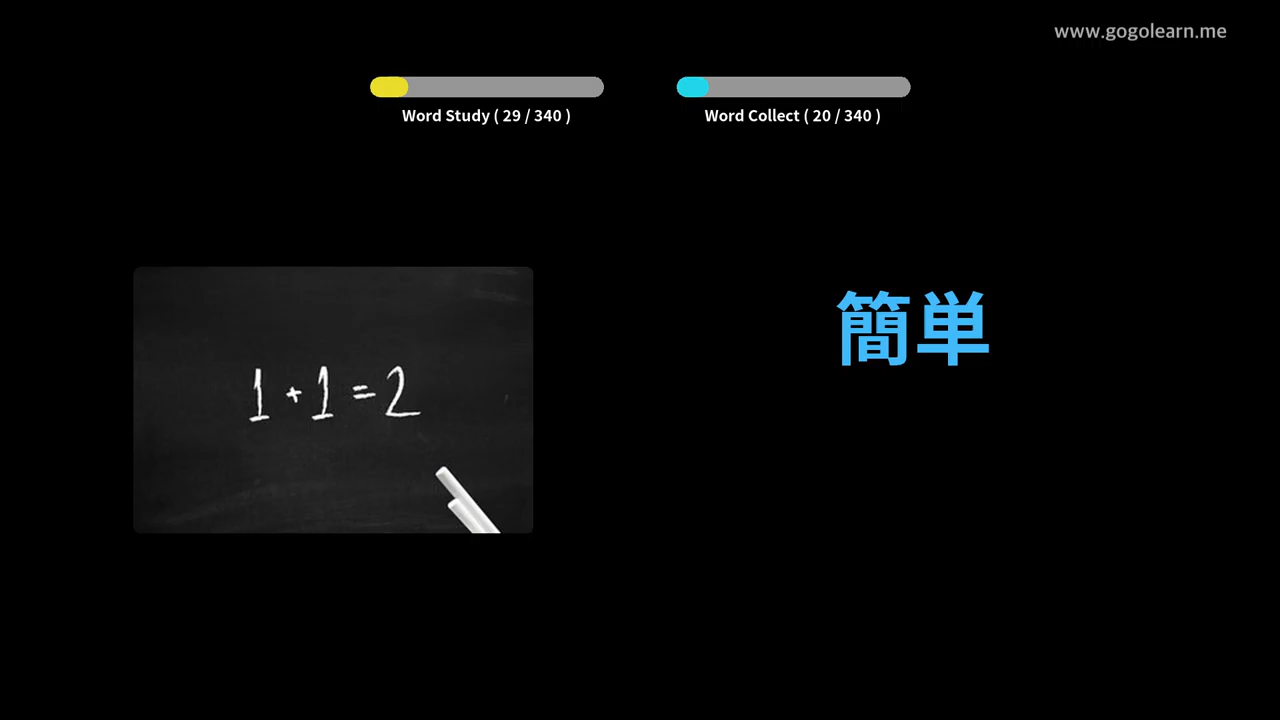 www.gogolearn.me
Word Study ( 29 / 340 )
Word Collect ( 20 / 340 )
1 + 1 = 2
簡単